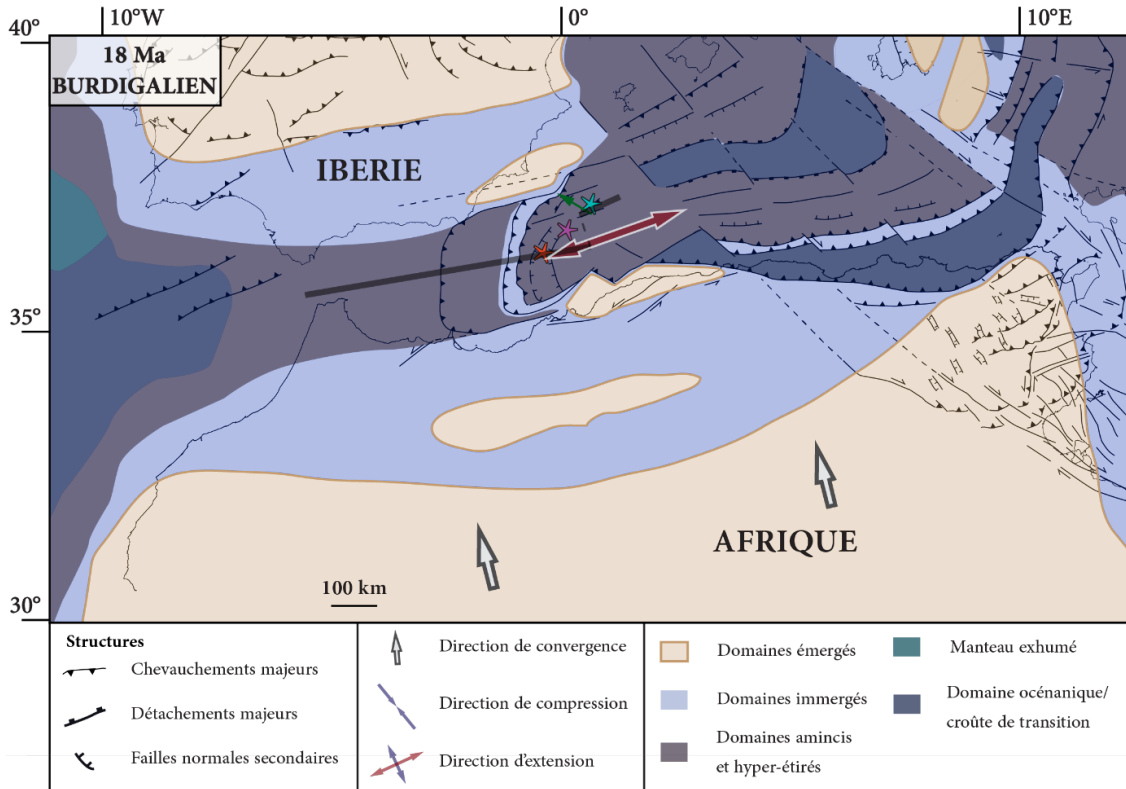 10°W
0°
10°E
40°
18 Ma
BURDIGALIEN
IBERIE
35°
AFRIQUE
100 km
30°
Structures
Chevauchements majeurs
Détachements majeurs
Failles normales secondaires
Direction de convergence
Direction de compression
Direction d'extension
Domaines émergés
Domaines immergés
Domaines amincis
et hyper-étirés
Manteau exhumé
Domaine océnanique/
croûte de transition